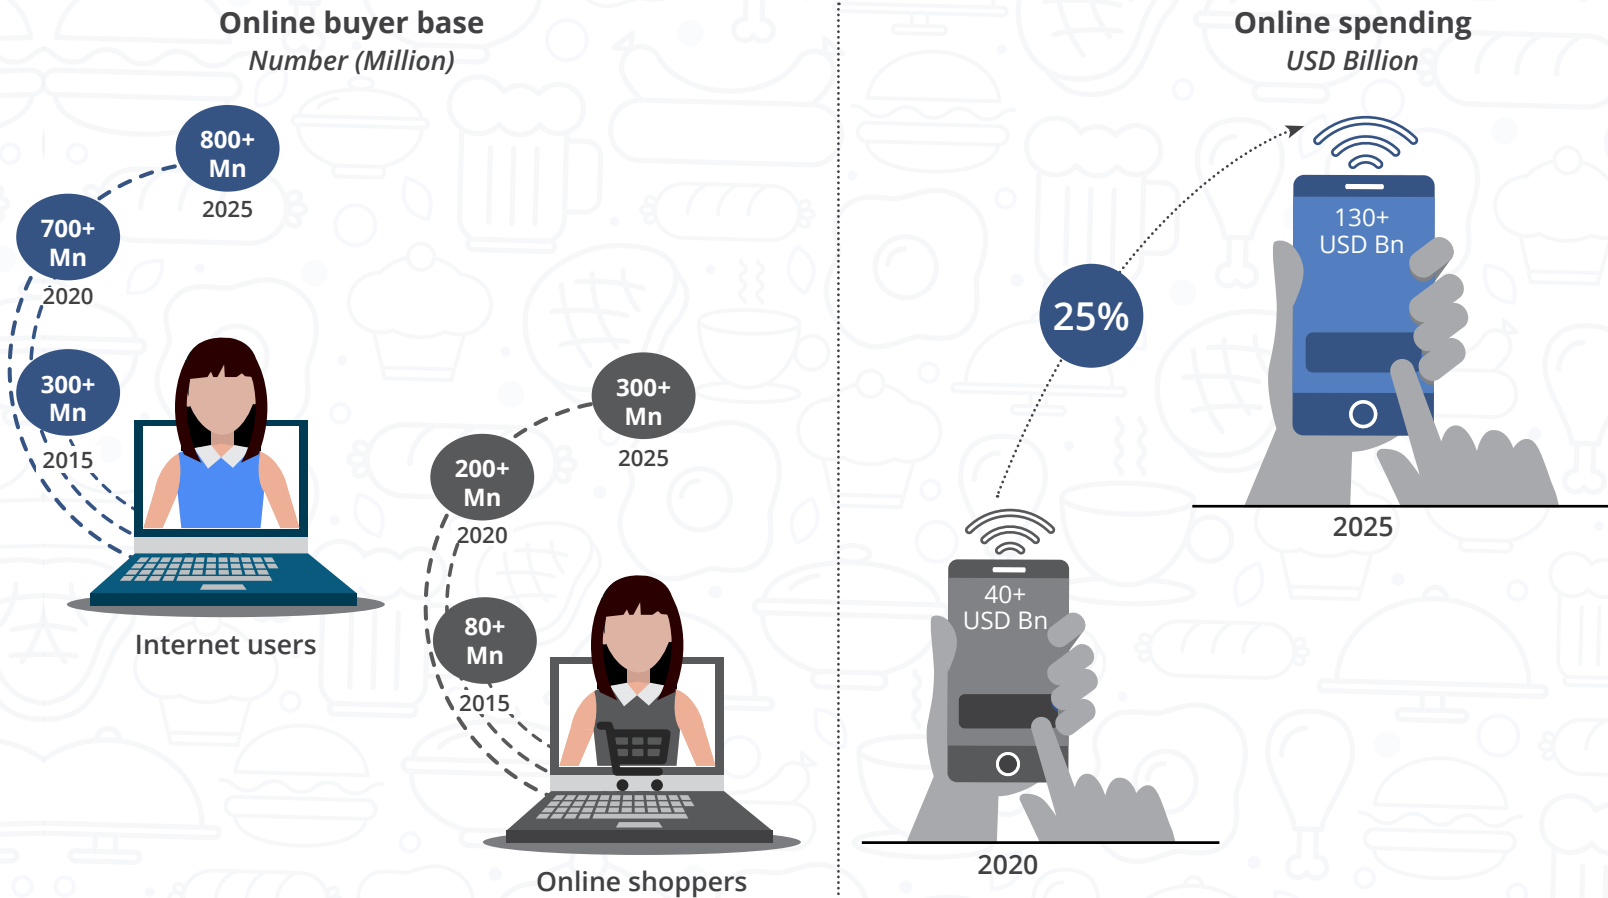 Online buyer base
Number (Million)
800+
Mn
2025
700+
Mn
2020
300+
Mn
2015
Internet users
300+
Mn
2025
200+
Mn
2020
80+
Mn
2015
Online shoppers
Online spending
USD Billion
130+
USD Bn
2025
25%
40+
USD Bn
2020